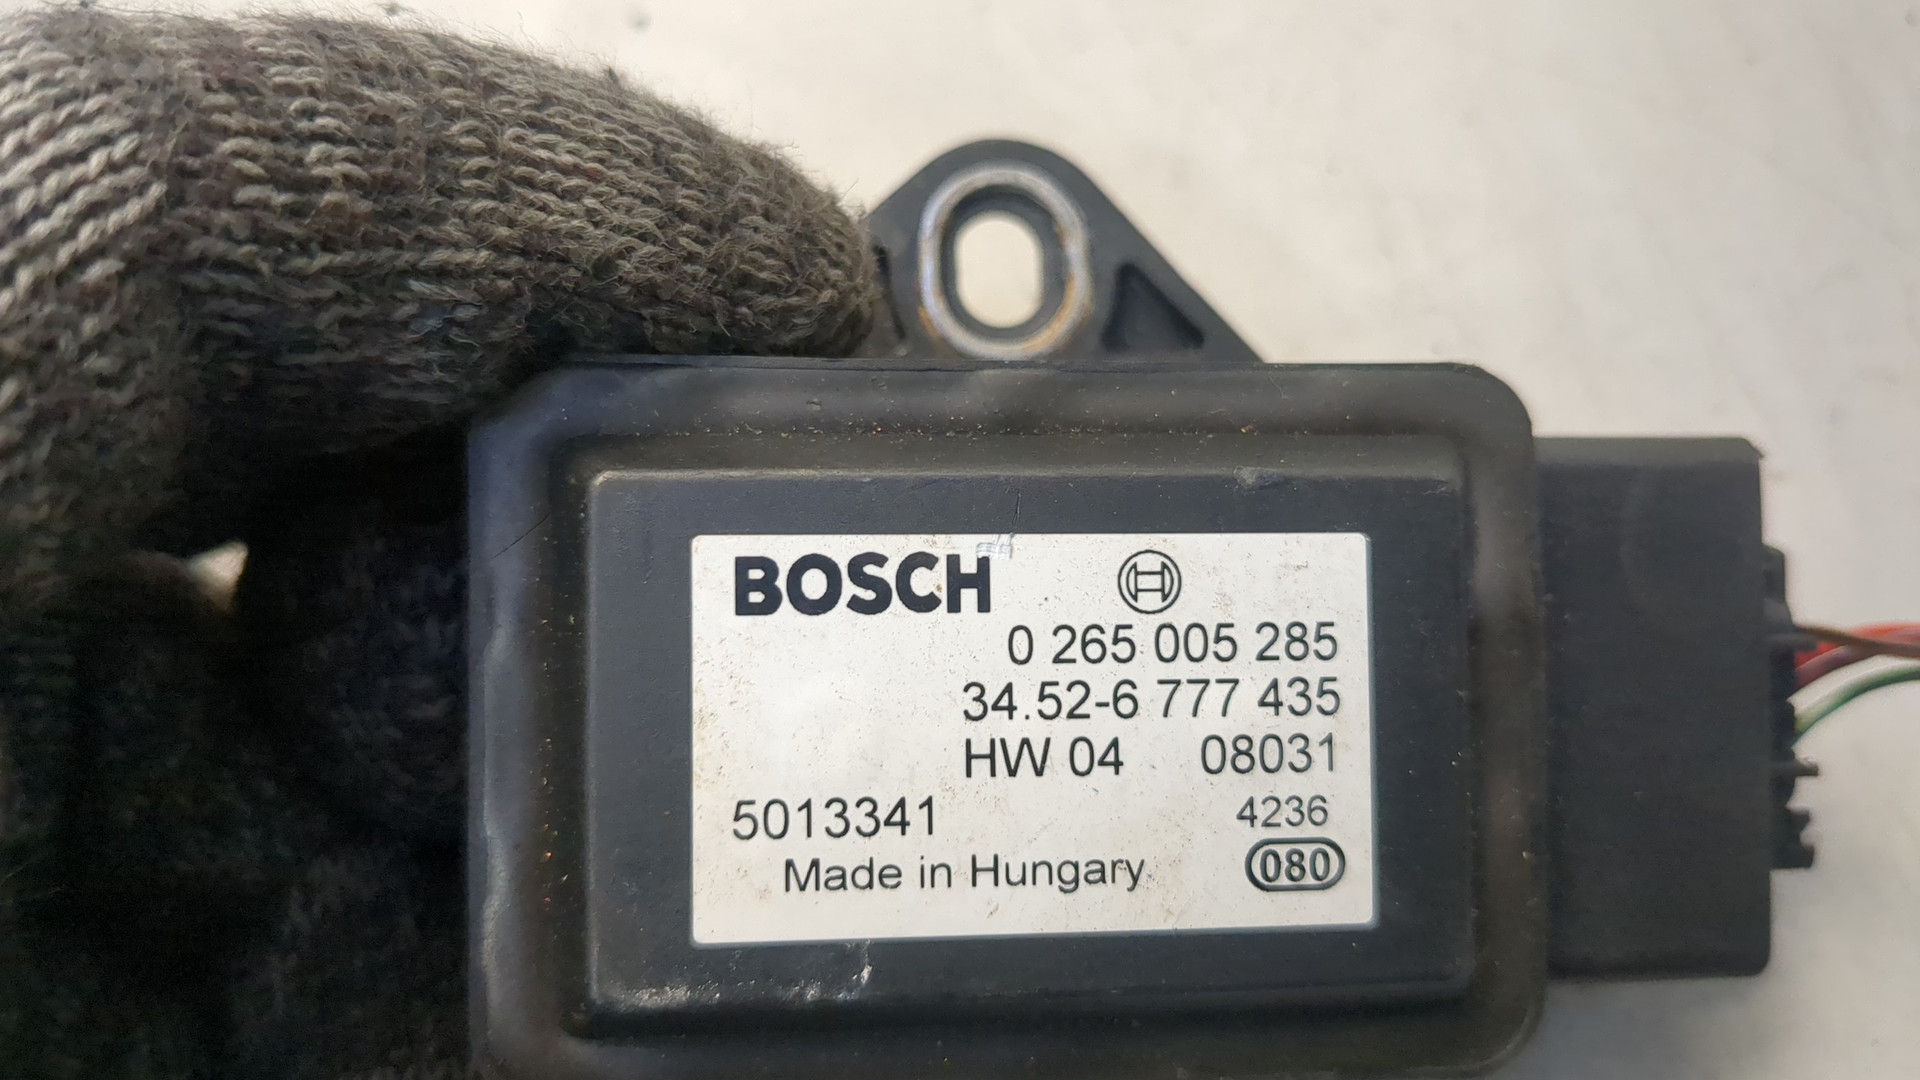 BOSCH
0 265 005 285
34.52-6 777 435
HW 04 08031
5013341 4236
Made in Hungary 080